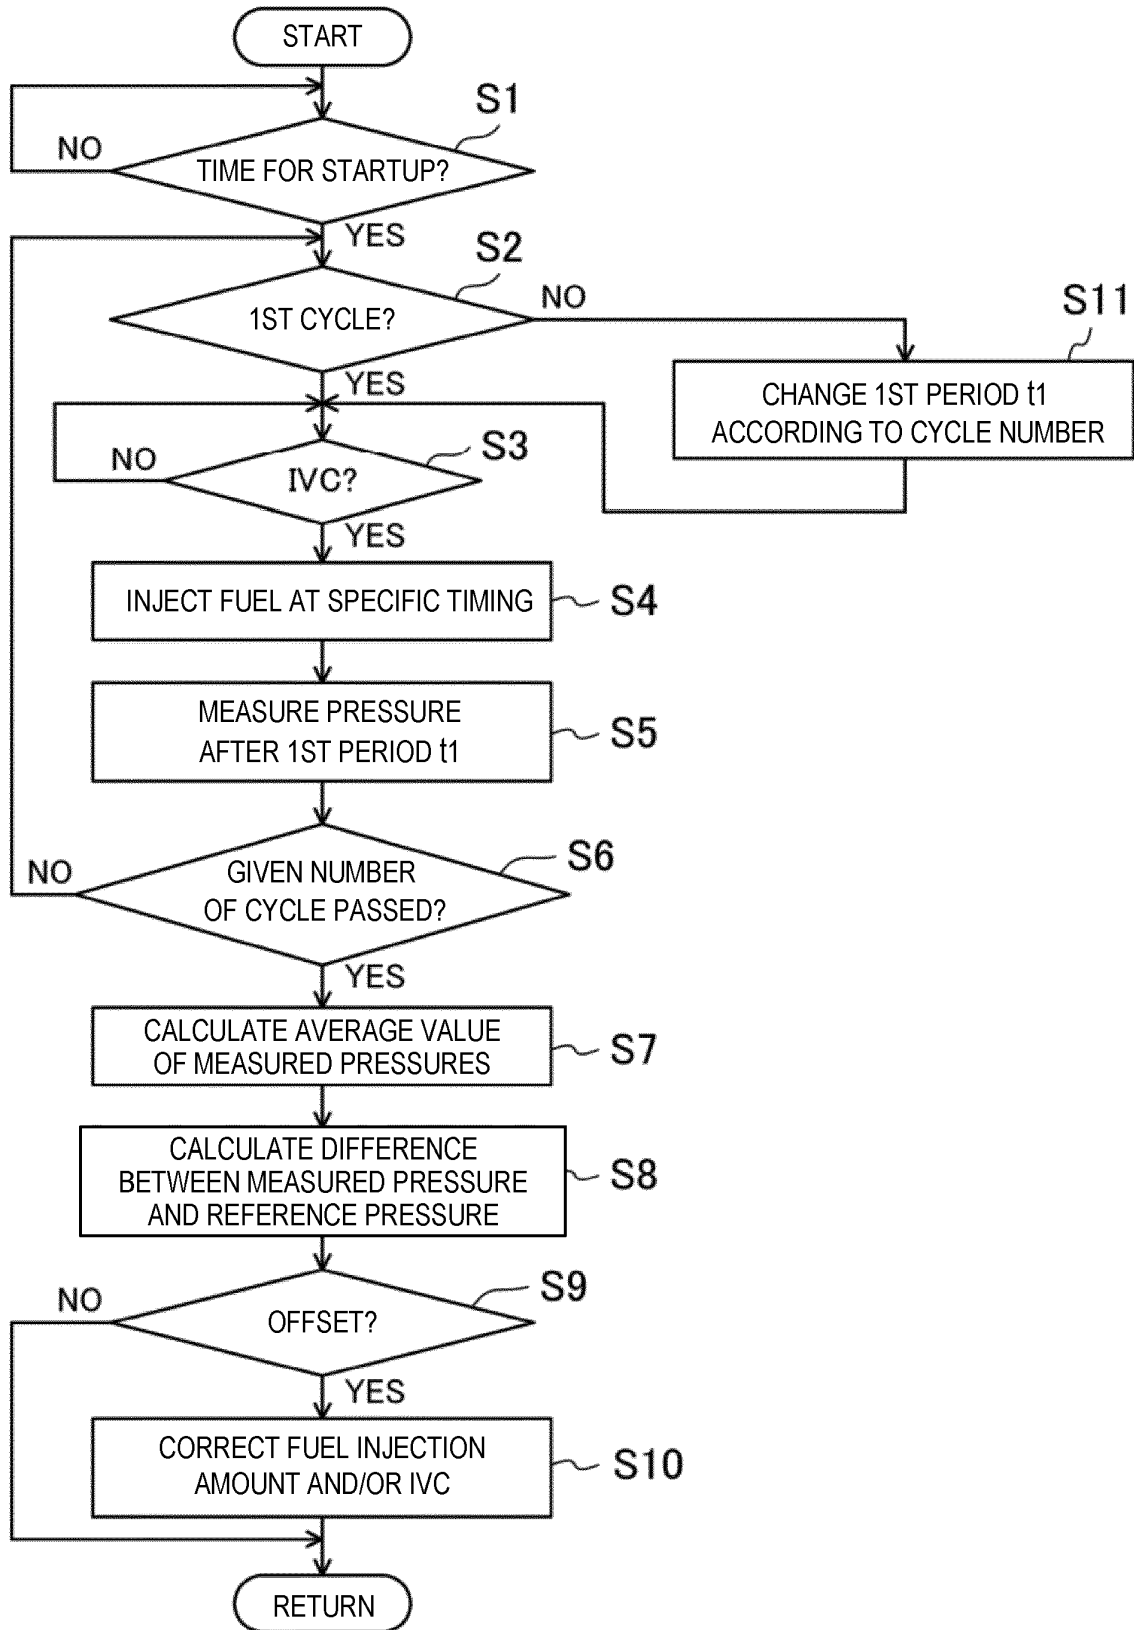 START
S1
NO
TIME FOR STARTUP?
YES
S2
1ST CYCLE?
NO
S11
CHANGE 1ST PERIOD t1
ACCORDING TO CYCLE NUMBER
YES
S3
NO
IVC?
YES
INJECT FUEL AT SPECIFIC TIMING
S4
MEASURE PRESSURE
AFTER 1ST PERIOD t1
S5
S6
NO
GIVEN NUMBER
OF CYCLE PASSED?
YES
CALCULATE AVERAGE VALUE
OF MEASURED PRESSURES
S7
CALCULATE DIFFERENCE
BETWEEN MEASURED PRESSURE
AND REFERENCE PRESSURE
S8
S9
NO
OFFSET?
YES
CORRECT FUEL INJECTION
AMOUNT AND/OR IVC
S10
RETURN